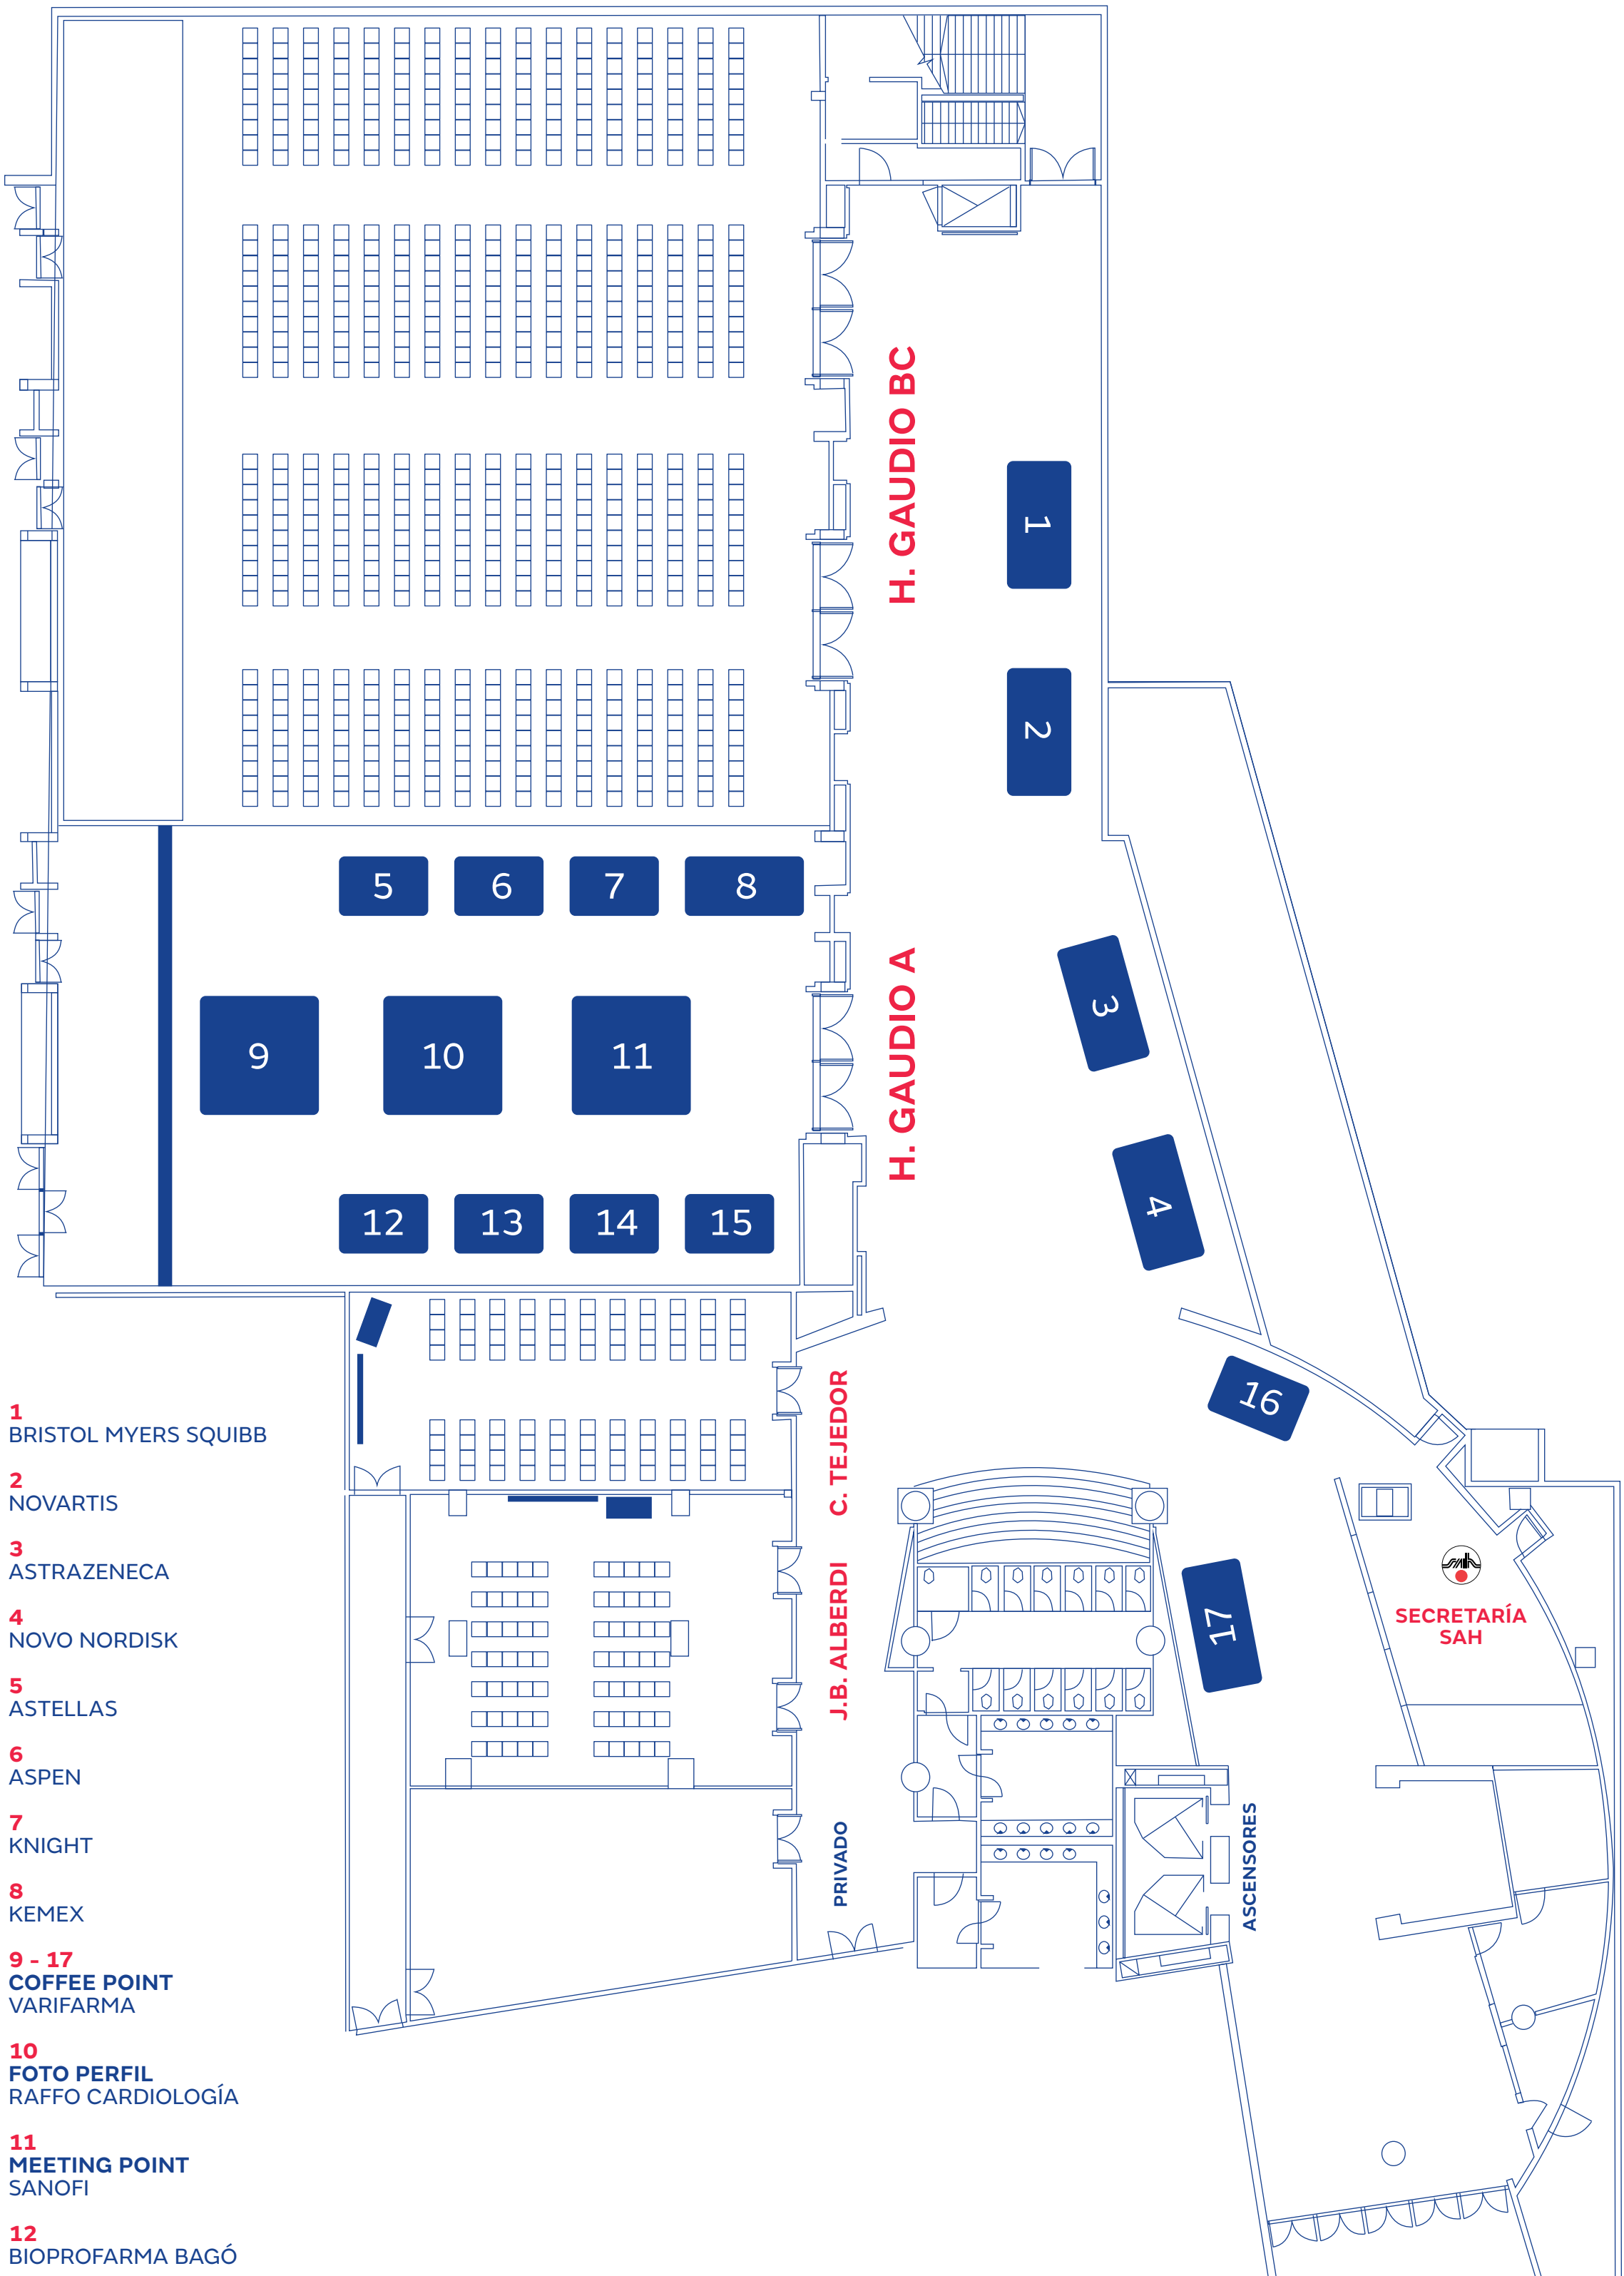 H. GAUDIO BC
1
2
5
6
7
8
3
H. GAUDIO A
9
10
11
4
12
13
14
15
C. TEJEDOR
16
J.B. ALBERDI
17
smh
SECRETARÍA
SAH
PRIVADO
ASCENSORES
1
BRISTOL MYERS SQUIBB
2
NOVARTIS
3
ASTRAZENECA
4
NOVO NORDISK
5
ASTELLAS
6
ASPEN
7
KNIGHT
8
KEMEX
9 - 17
COFFEE POINT
VARIFARMA
10
FOTO PERFIL
RAFFO CARDIOLOGÍA
11
MEETING POINT
SANOFI
12
BIOPROFARMA BAGÓ